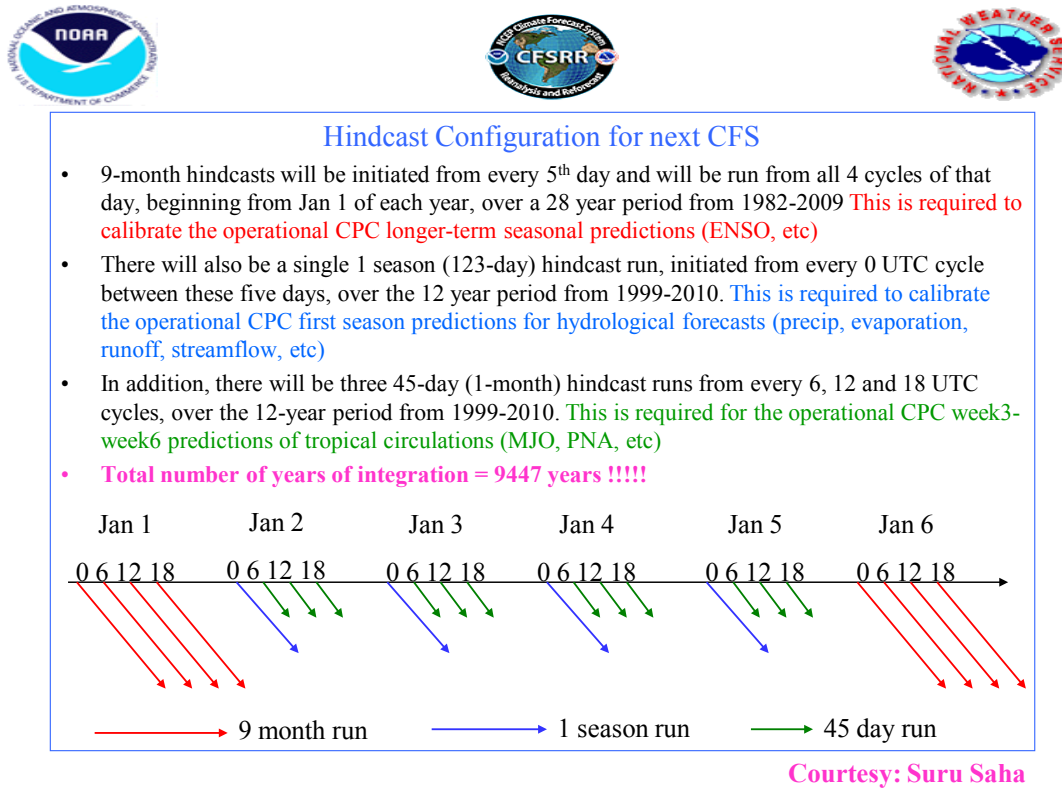 NATIONAL OCEANIC AND ATMOSPHERIC ADMINISTRATION
NOAA
U.S. DEPARTMENT OF COMMERCE
NCEP Climate Forecast System
CFSRR
Reanalysis and Reforecast
NATIONAL WEATHER SERVICE
Hindcast Configuration for next CFS
• 9-month hindcasts will be initiated from every 5th day and will be run from all 4 cycles of that
day, beginning from Jan 1 of each year, over a 28 year period from 1982-2009 This is required to
calibrate the operational CPC longer-term seasonal predictions (ENSO, etc)
• There will also be a single 1 season (123-day) hindcast run, initiated from every 0 UTC cycle
between these five days, over the 12 year period from 1999-2010. This is required to calibrate
the operational CPC first season predictions for hydrological forecasts (precip, evaporation,
runoff, streamflow, etc)
• In addition, there will be three 45-day (1-month) hindcast runs from every 6, 12 and 18 UTC
cycles, over the 12-year period from 1999-2010. This is required for the operational CPC week3-
week6 predictions of tropical circulations (MJO, PNA, etc)
• Total number of years of integration = 9447 years !!!!!
Jan 1 Jan 2 Jan 3 Jan 4 Jan 5 Jan 6
0 6 12 18 0 6 12 18 0 6 12 18 0 6 12 18 0 6 12 18 0 6 12 18
9 month run 1 season run 45 day run
Courtesy: Suru Saha